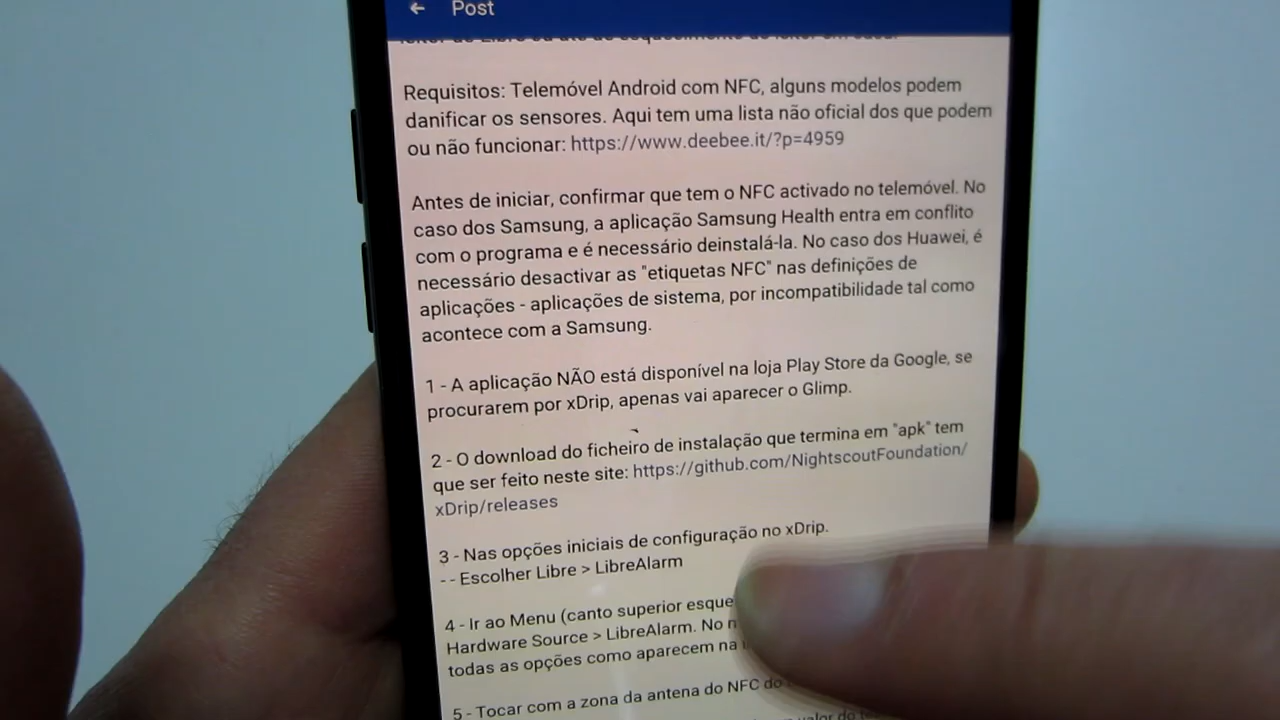 ← Post
Requisitos: Telemóvel Android com NFC, alguns modelos podem
danificar os sensores. Aqui tem uma lista não oficial dos que podem
ou não funcionar: https://www.deebee.it/?p=4959
Antes de iniciar, confirmar que tem o NFC activado no telemóvel. No
caso dos Samsung, a aplicação Samsung Health entra em conflito
com o programa e é necessário deinstalá-la. No caso dos Huawei, é
necessário desactivar as "etiquetas NFC" nas definições de
aplicações - aplicações de sistema, por incompatibilidade tal como
acontece com a Samsung.
1 - A aplicação NÃO está disponível na loja Play Store da Google, se
procurarem por xDrip, apenas vai aparecer o Glimp.
2 - O download do ficheiro de instalação que termina em "apk" tem
que ser feito neste site: https://github.com/NightscoutFoundation/
xDrip/releases
3 - Nas opções iniciais de configuração no xDrip.
-- Escolher Libre > LibreAlarm
4 - Ir ao Menu (canto superior esque
Hardware Source > LibreAlarm. No
todas as opções como aparecem na
5 - Tocar com a zona da antena do NFC do